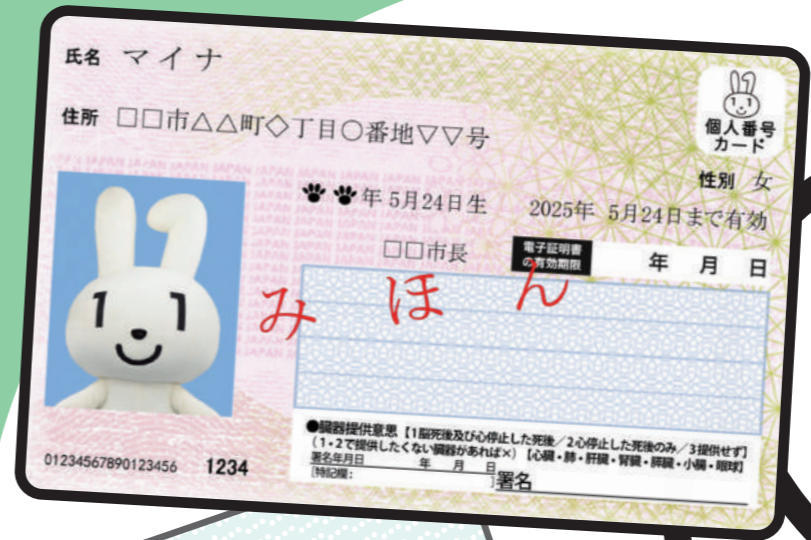 氏名 マイナ
個人番号
カード
住所 □□市△△町◇丁目○番地▽▽号
性別 女
年 5月24日生 2025年 5月24日まで有効
□□市長 電子証明書
の有効期限 年 月 日
みほん
●臓器提供意思【1脳死後及び心停止した死後/2心停止した死後のみ/3提供せず】
(1・2で提供したくない臓器があれば×)【心臓・肺・肝臓・腎臓・膵臓・小腸・眼球】
署名年月日 年 月 日
[特記欄: ]署名
01234567890123456 1234
JAPAN JAPAN JAPAN JAPAN JAPAN